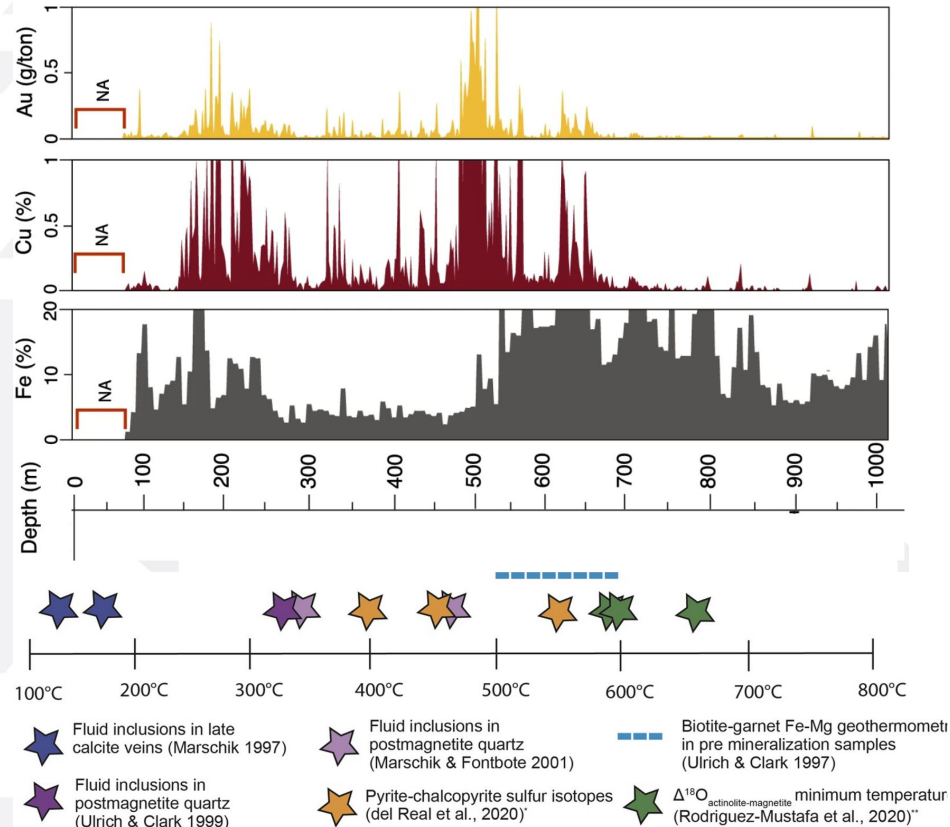 Au (g/ton)
1
0.5
0
NA
Cu (%)
1
0.5
0
NA
Fe (%)
20
10
0
NA
Depth (m)
0 100 200 300 400 500 600 700 800 900 1000
100°C 200°C 300°C 400°C 500°C 600°C 700°C 800°C
Fluid inclusions in late
calcite veins (Marschik 1997)
Fluid inclusions in
postmagnetite quartz
(Ulrich & Clark 1999)
Fluid inclusions in
postmagnetite quartz
(Marschik & Fontbote 2001)
Pyrite-chalcopyrite sulfur isotopes
(del Real et al., 2020)*
Biotite-garnet Fe-Mg geothermomet
in pre mineralization samples
(Ulrich & Clark 1997)
Δ¹⁸O actinolite-magnetite minimum temperatur
(Rodriguez-Mustafa et al., 2020)**